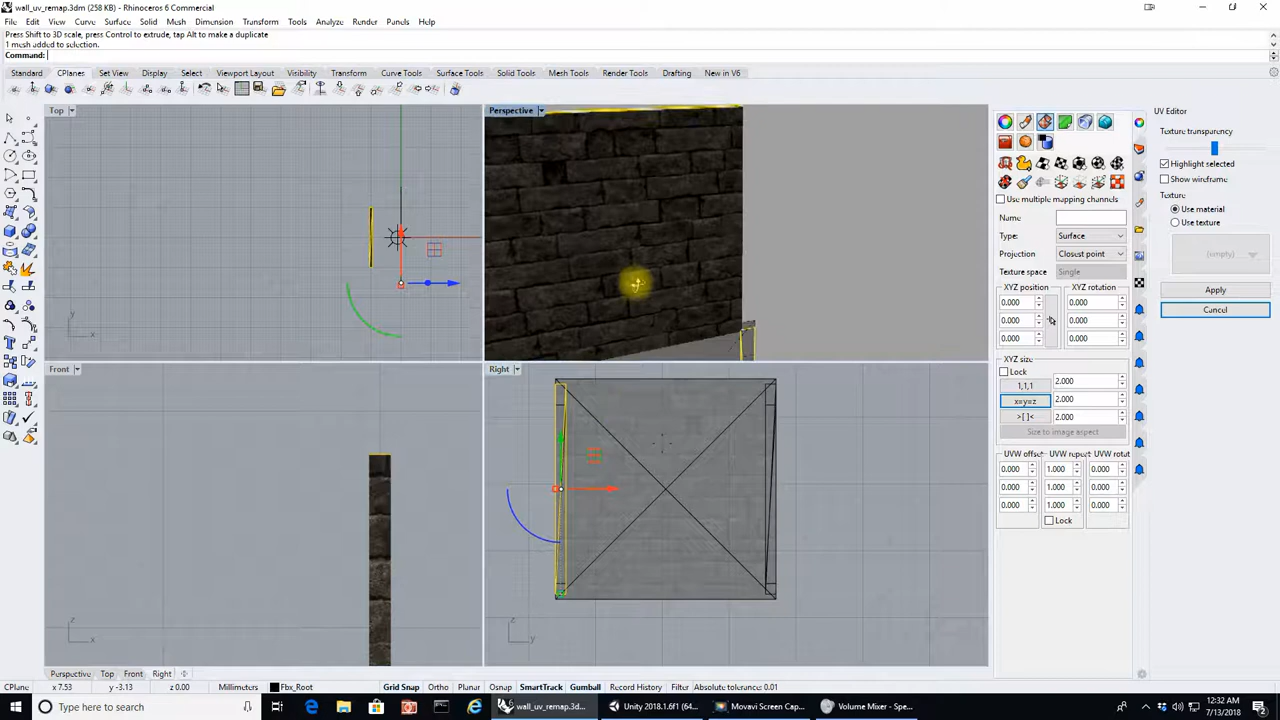 wall_uv_remap.3dm (258 KB) - Rhinoceros 6 Commercial
File Edit View Curve Surface Solid Mesh Dimension Transform Tools Analyze Render Panels Help
Press Shift to 3D scale, press Control to extrude, tap Alt to make a duplicate
1 mesh added to selection.
Command:
Standard CPlanes Set View Display Select Viewport Layout Visibility Transform Curve Tools Surface Tools Solid Tools Mesh Tools Render Tools Drafting New in V6
Top
Perspective
UV Editor
Texture transparency
Highlight selected
Show wireframe
Texture
Use material
Use texture
(empty)
Apply
Cancel
Use multiple mapping channels
Name
Type: Surface
Projection Closest point
Texture space Single
XYZ position XYZ rotation
0.000 0.000
0.000 0.000
0.000 0.000
XYZ size
Lock
1,1,1 2.000
x=y=z 2.000
>[ ]< 2.000
Size to image aspect
UVW offset UVW repeat UVW rotat
0.000 1.000 0.000
0.000 1.000 0.000
0.000 1.000 0.000
Lock
y
x
Front
Right
z
x
z
y
Perspective Top Front Right
CPlane x 7.53 y -3.13 z 0.00 Millimeters Fbx_Root Grid Snap Ortho Planar Osnap SmartTrack Gumball Record History Filter Absolute tolerance: 0.01
Type here to search
wall_uv_remap.3d...
Unity 2018.1.6f1 (64...
Movavi Screen Cap...
Volume Mixer - Spe...
12:32 AM
7/13/2018